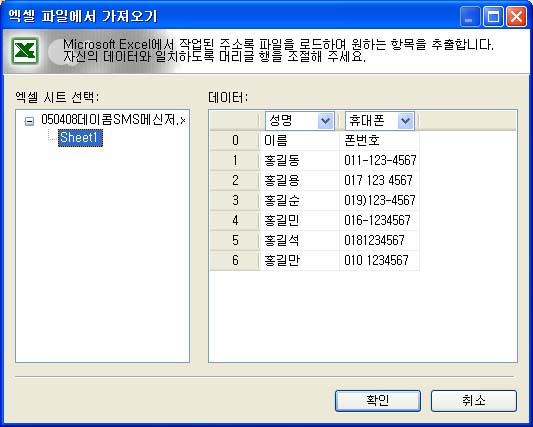 엑셀 파일에서 가져오기
Microsoft Excel에서 작업된 주소록 파일을 로드하여 원하는 항목을 추출합니다.
자신의 데이터와 일치하도록 머리글 행을 조절해 주세요.
엑셀 시트 선택:
050408데이콤SMS메신저.x
Sheet1
데이터:
성명 휴대폰
0 이름 폰번호
1 홍길동 011-123-4567
2 홍길용 017 123 4567
3 홍길순 019)123-4567
4 홍길민 016-1234567
5 홍길석 0181234567
6 홍길만 010 1234567
확인 취소